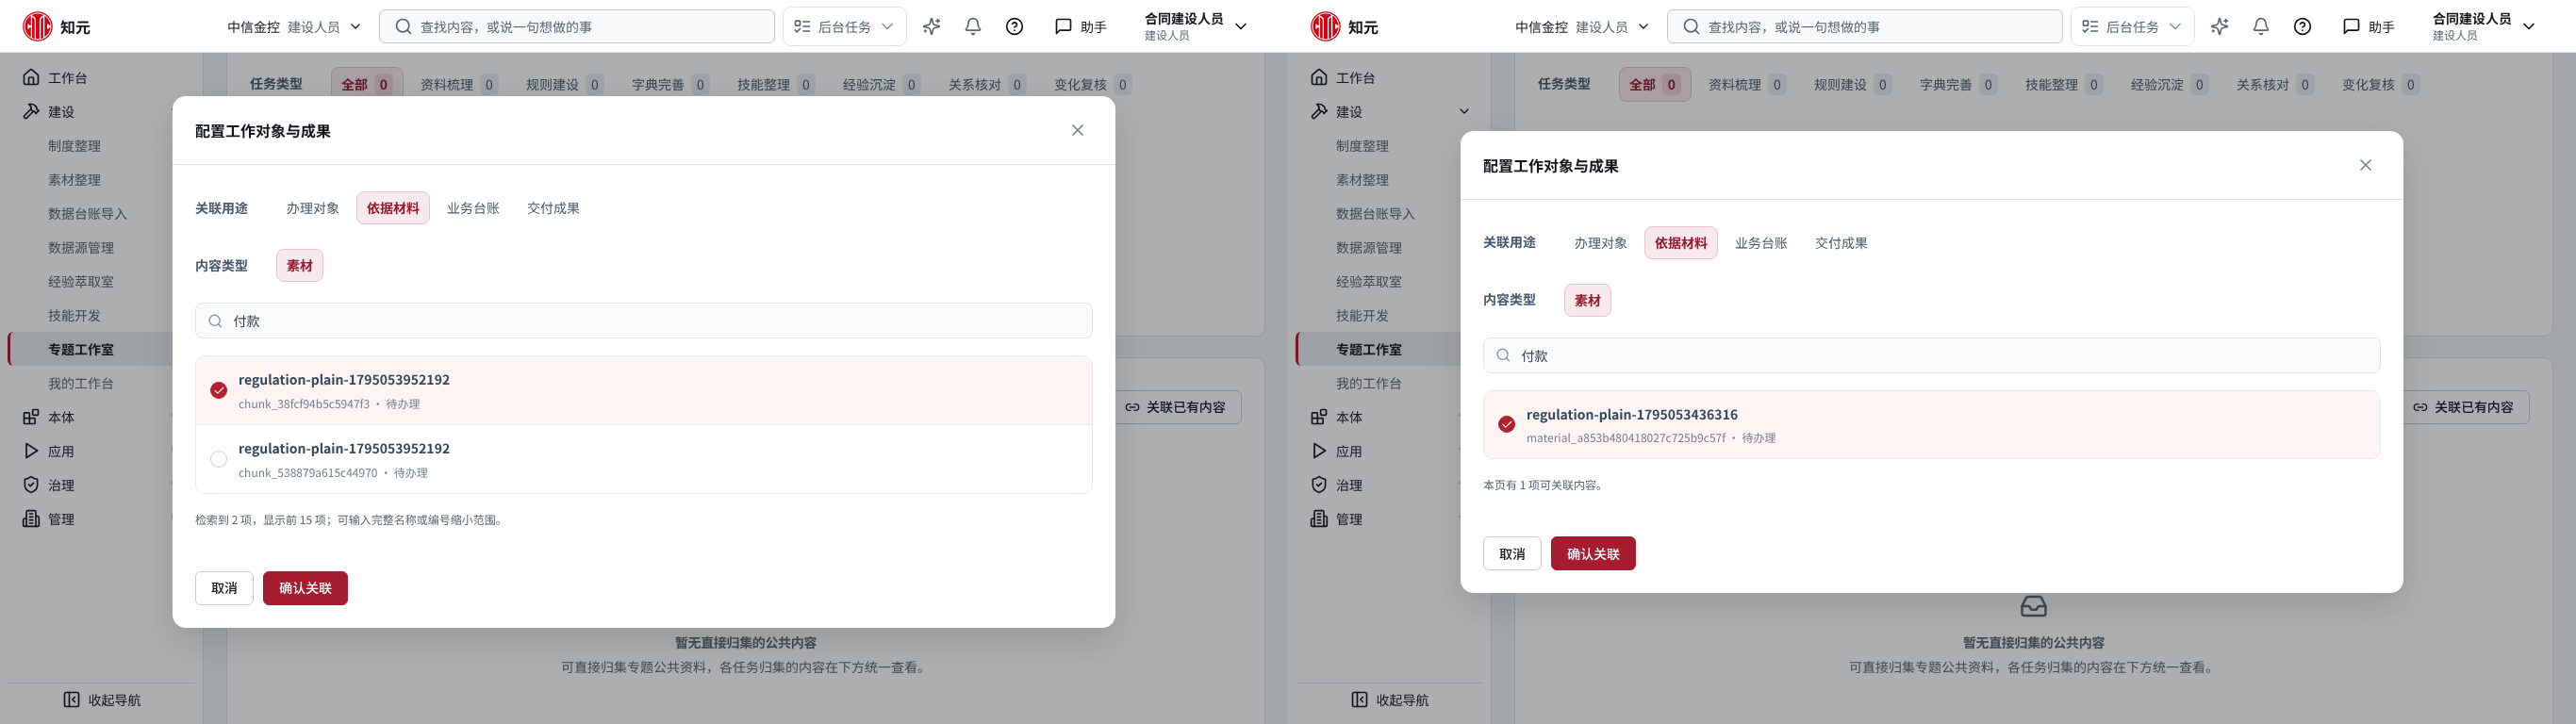 知元
中信金控 建设人员
查找内容，或说一句想做的事
后台任务
助手
合同建设人员
建设人员
工作台
建设
制度整理
素材整理
数据台账导入
数据源管理
经验萃取室
技能开发
专题工作室
我的工作台
本体
应用
治理
管理
收起导航
任务类型 全部 0 资料梳理 0 规则建设 0 字典完善 0 技能整理 0 经验沉淀 0 关系核对 0 变化复核 0
配置工作对象与成果
关联用途 办理对象 依据材料 业务台账 交付成果
内容类型 素材
付款
regulation-plain-1795053952192
chunk_38fcf94b5c5947f3 • 待办理
regulation-plain-1795053952192
chunk_538879a615c44970 • 待办理
检索到 2 项，显示前 15 项；可输入完整名称或编号缩小范围。
取消 确认关联
关联已有内容
暂无直接归集的公共内容
可直接归集专题公共资料，各任务归集的内容在下方统一查看。
知元
中信金控 建设人员
查找内容，或说一句想做的事
后台任务
助手
合同建设人员
建设人员
工作台
建设
制度整理
素材整理
数据台账导入
数据源管理
经验萃取室
技能开发
专题工作室
我的工作台
本体
应用
治理
管理
收起导航
任务类型 全部 0 资料梳理 0 规则建设 0 字典完善 0 技能整理 0 经验沉淀 0 关系核对 0 变化复核 0
配置工作对象与成果
关联用途 办理对象 依据材料 业务台账 交付成果
内容类型 素材
付款
regulation-plain-1795053436316
material_a853b480418027c725b9c57f • 待办理
本页有 1 项可关联内容。
取消 确认关联
关联已有内容
暂无直接归集的公共内容
可直接归集专题公共资料，各任务归集的内容在下方统一查看。